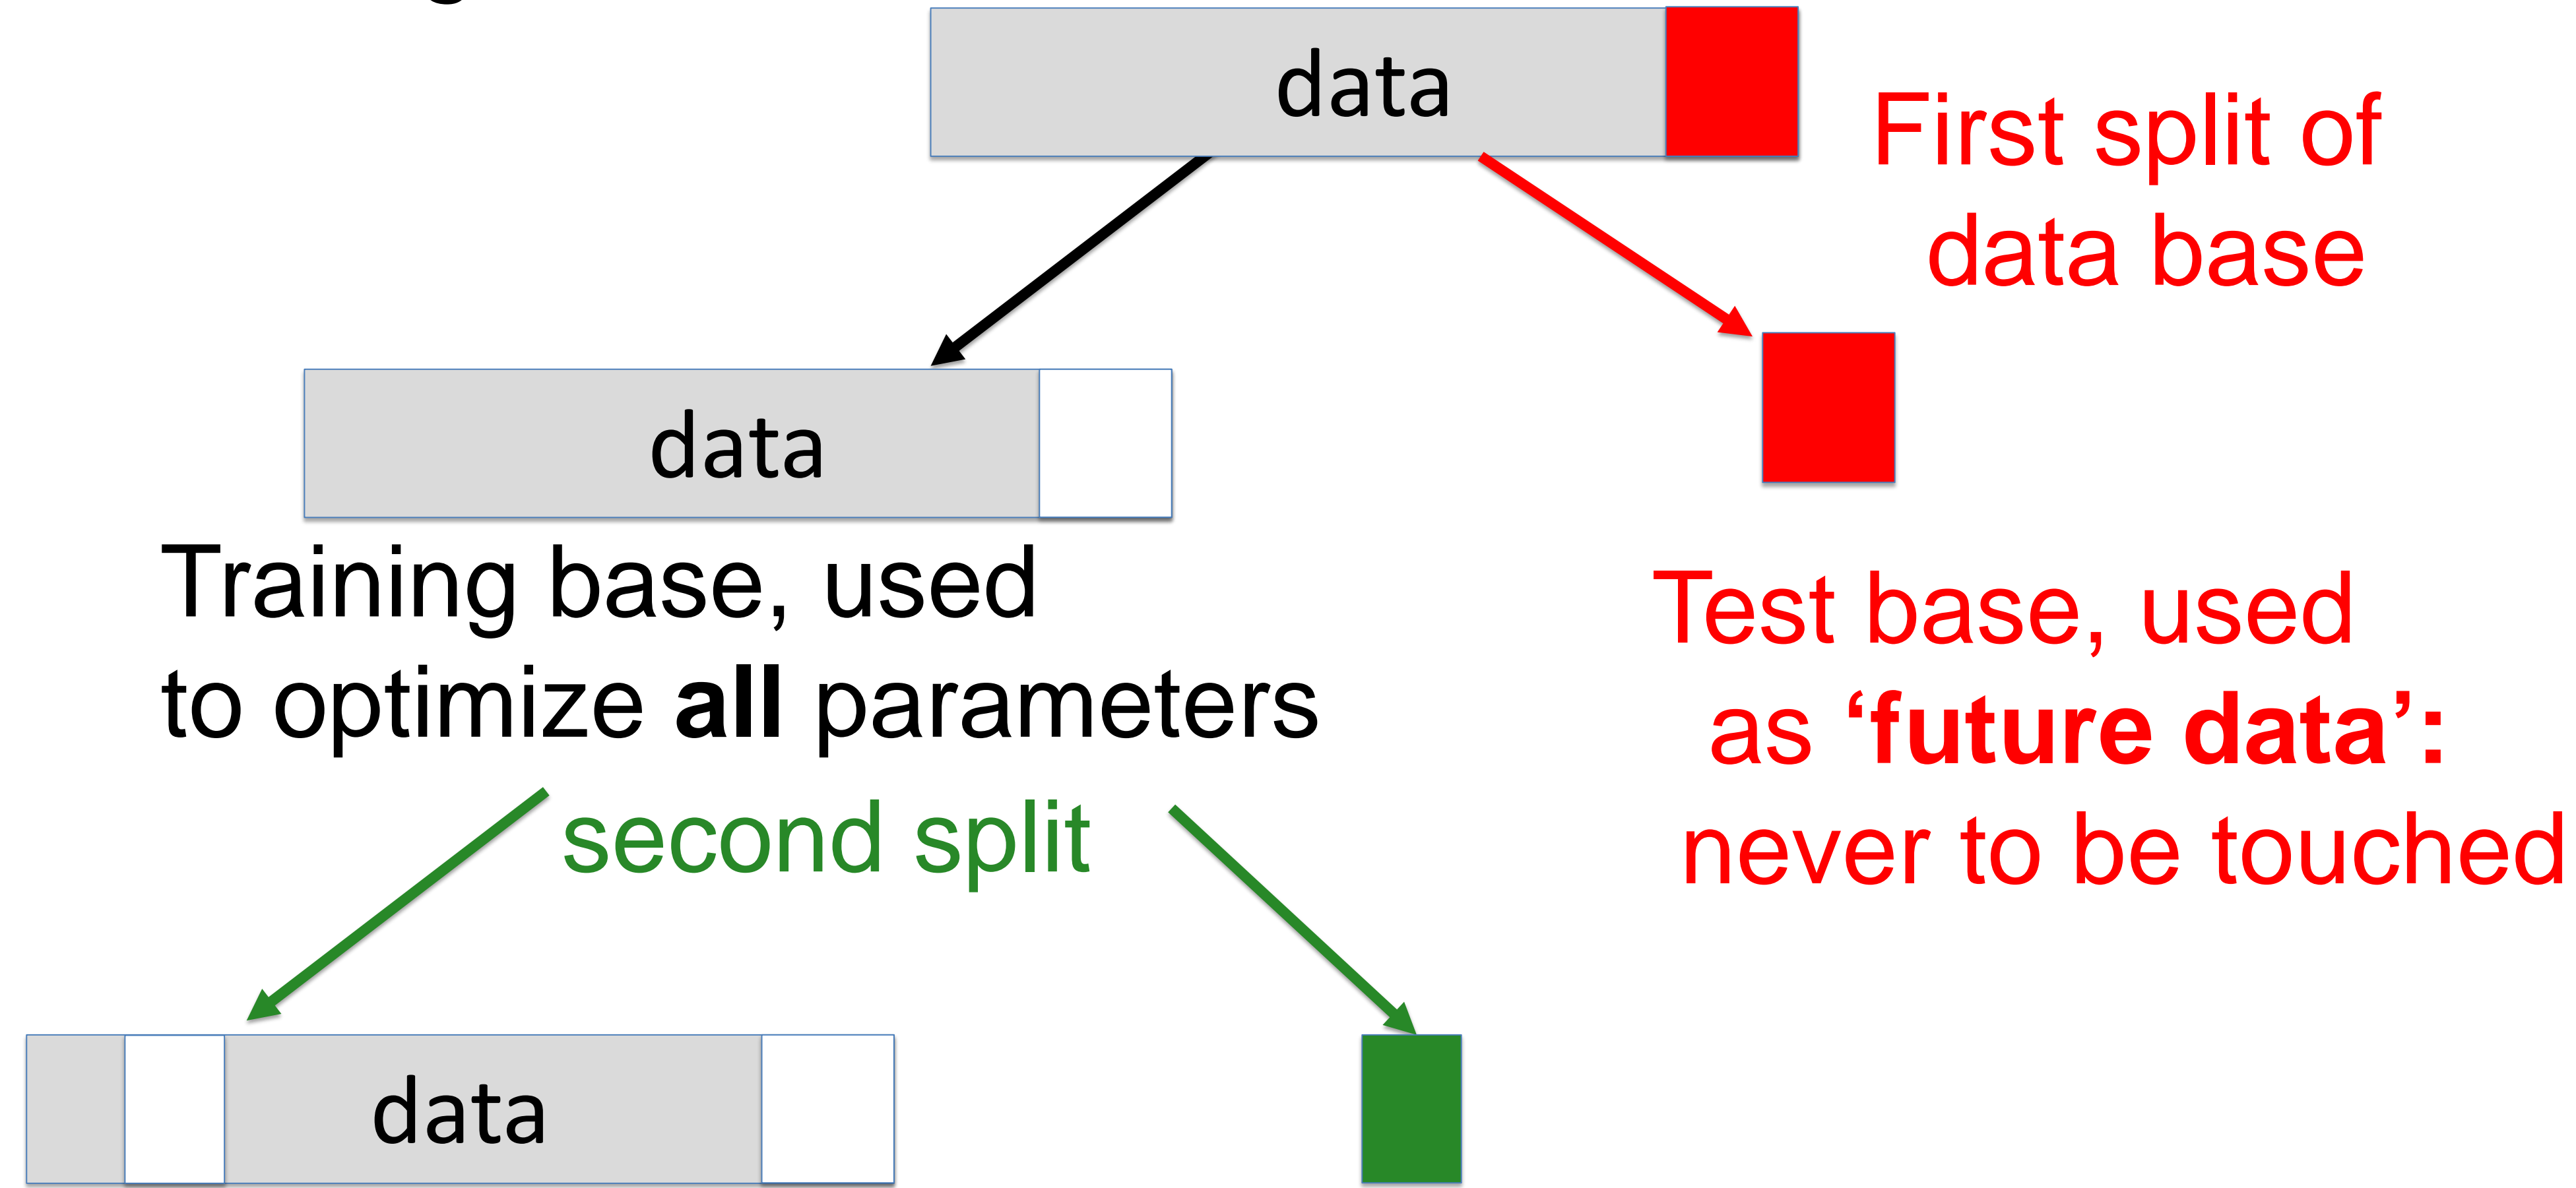 data
First split of
data base
data
Training base, used
to optimize all parameters
Test base, used
as ‘future data’:
never to be touched
second split
data